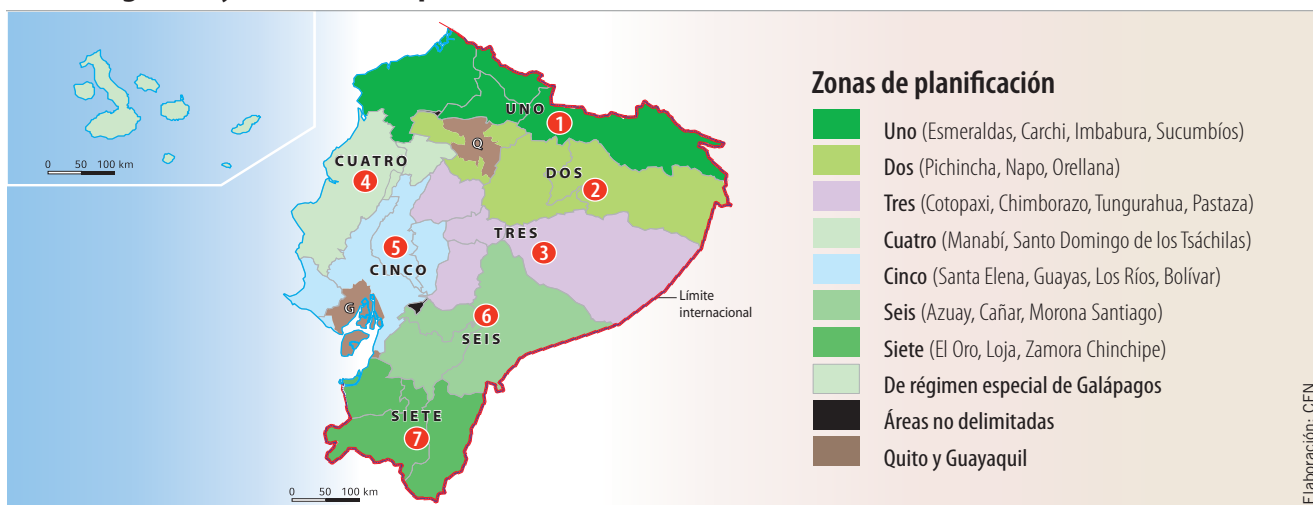 0 50 100 km
UNO
1
Q
CUATRO
4
DOS
2
TRES
3
5
CINCO
G
6
SEIS
Límite
internacional
SIETE
7
0 50 100 km
Zonas de planificación
Uno (Esmeraldas, Carchi, Imbabura, Sucumbíos)
Dos (Pichincha, Napo, Orellana)
Tres (Cotopaxi, Chimborazo, Tungurahua, Pastaza)
Cuatro (Manabí, Santo Domingo de los Tsáchilas)
Cinco (Santa Elena, Guayas, Los Ríos, Bolívar)
Seis (Azuay, Cañar, Morona Santiago)
Siete (El Oro, Loja, Zamora Chinchipe)
De régimen especial de Galápagos
Áreas no delimitadas
Quito y Guayaquil
Elaboración: CEN